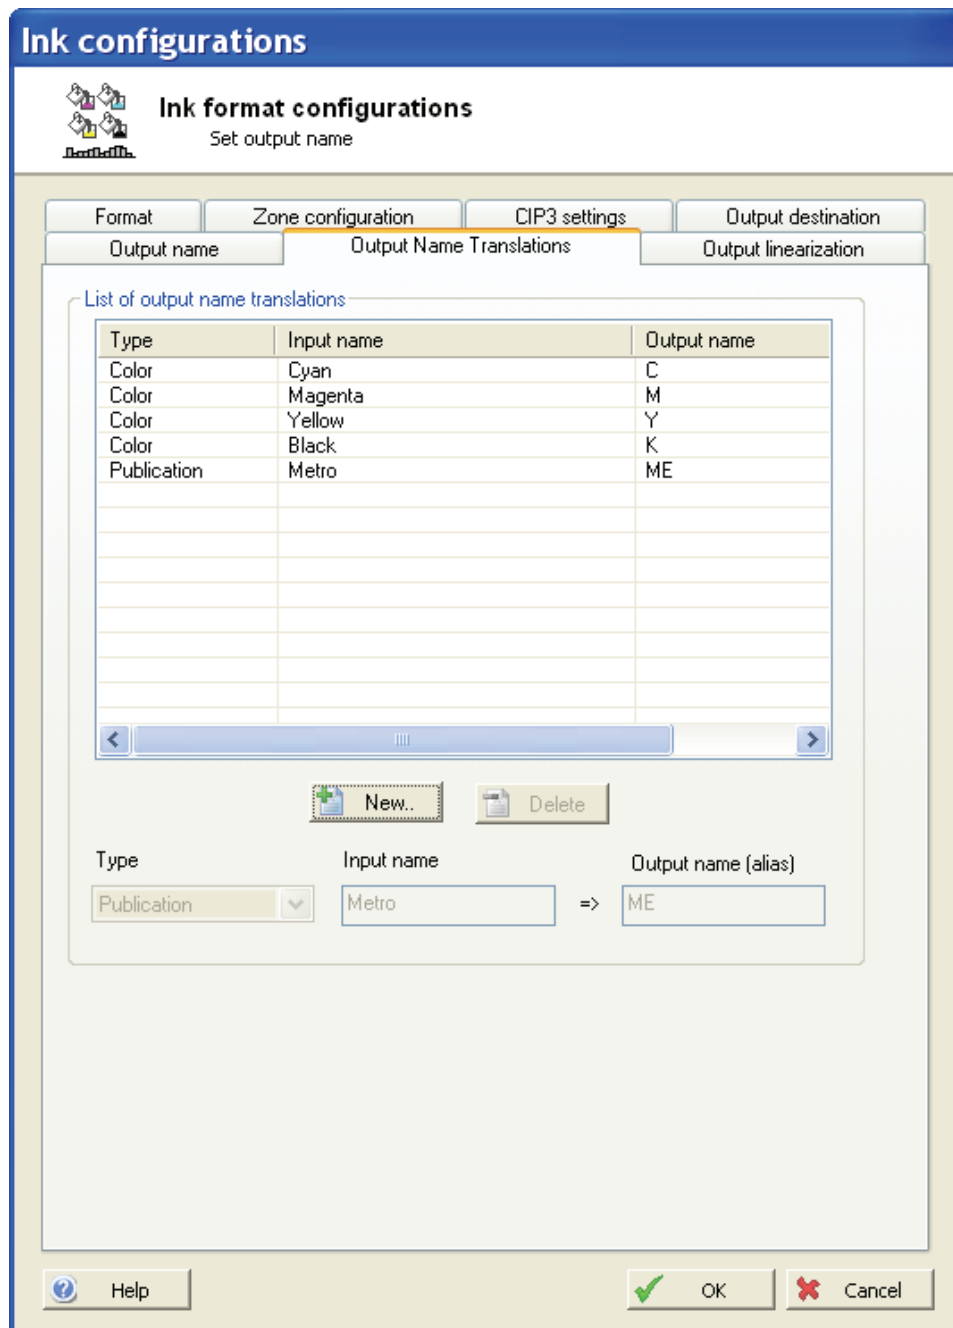 Ink configurations
Ink format configurations
Set output name
Format Zone configuration CIP3 settings Output destination
Output name Output Name Translations Output linearization
List of output name translations
Type Input name Output name
Color Cyan C
Color Magenta M
Color Yellow Y
Color Black K
Publication Metro ME
New.. Delete
Type Input name Output name (alias)
Publication Metro => ME
Help OK Cancel